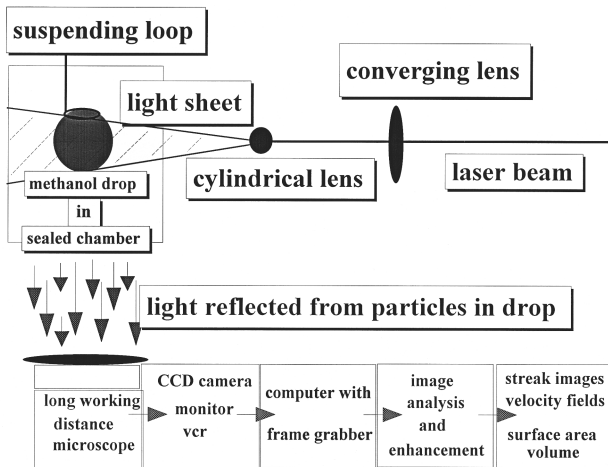 suspending loop
converging lens
light sheet
cylindrical lens
laser beam
methanol drop
in
sealed chamber
light reflected from particles in drop
long working
distance
microscope
CCD camera
monitor
vcr
computer with
frame grabber
image
analysis
and
enhancement
streak images
velocity fields
surface area
volume